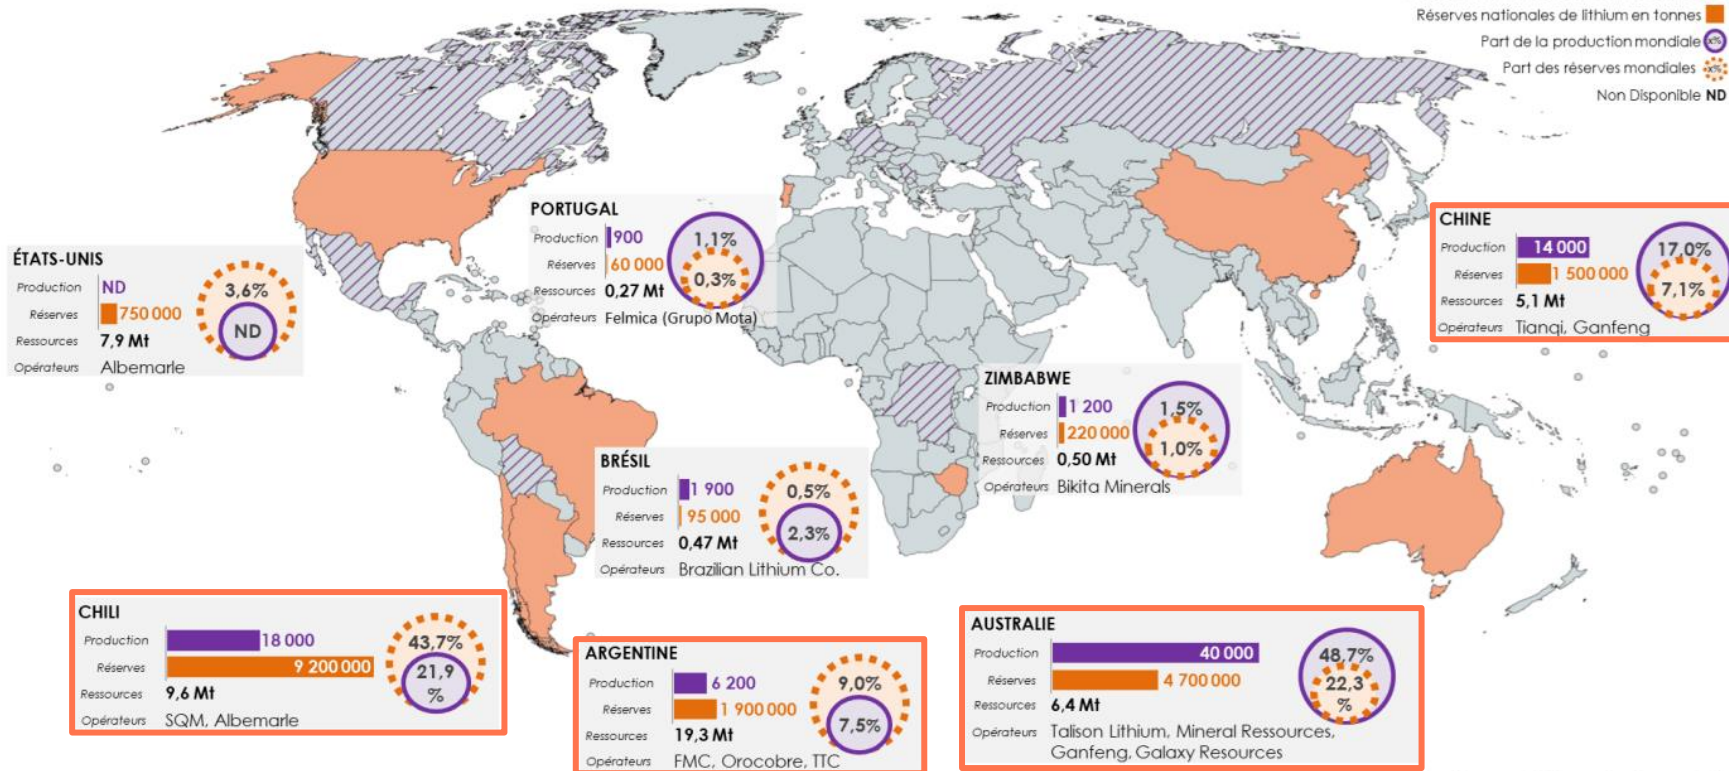 Réserves nationales de lithium en tonnes
Part de la production mondiale x%
Part des réserves mondiales x%
Non Disponible ND
ÉTATS-UNIS
Production ND
Réserves 750 000
Ressources 7,9 Mt
Opérateurs Albemarle
3,6%
ND
PORTUGAL
Production 900
Réserves 60 000
Ressources 0,27 Mt
Opérateurs Felmica (Grupo Mota)
1,1%
0,3%
CHINE
Production 14 000
Réserves 1 500 000
Ressources 5,1 Mt
Opérateurs Tianqi, Ganfeng
17,0%
7,1%
ZIMBABWE
Production 1 200
Réserves 220 000
Ressources 0,50 Mt
Opérateurs Bikita Minerals
1,5%
1,0%
BRÉSIL
Production 1 900
Réserves 95 000
Ressources 0,47 Mt
Opérateurs Brazilian Lithium Co.
0,5%
2,3%
CHILI
Production 18 000
Réserves 9 200 000
Ressources 9,6 Mt
Opérateurs SQM, Albemarle
43,7%
21,9
%
ARGENTINE
Production 6 200
Réserves 1 900 000
Ressources 19,3 Mt
Opérateurs FMC, Orocobre, TTC
9,0%
7,5%
AUSTRALIE
Production 40 000
Réserves 4 700 000
Ressources 6,4 Mt
Opérateurs Talison Lithium, Mineral Ressources,
Ganfeng, Galaxy Resources
48,7%
22,3
%